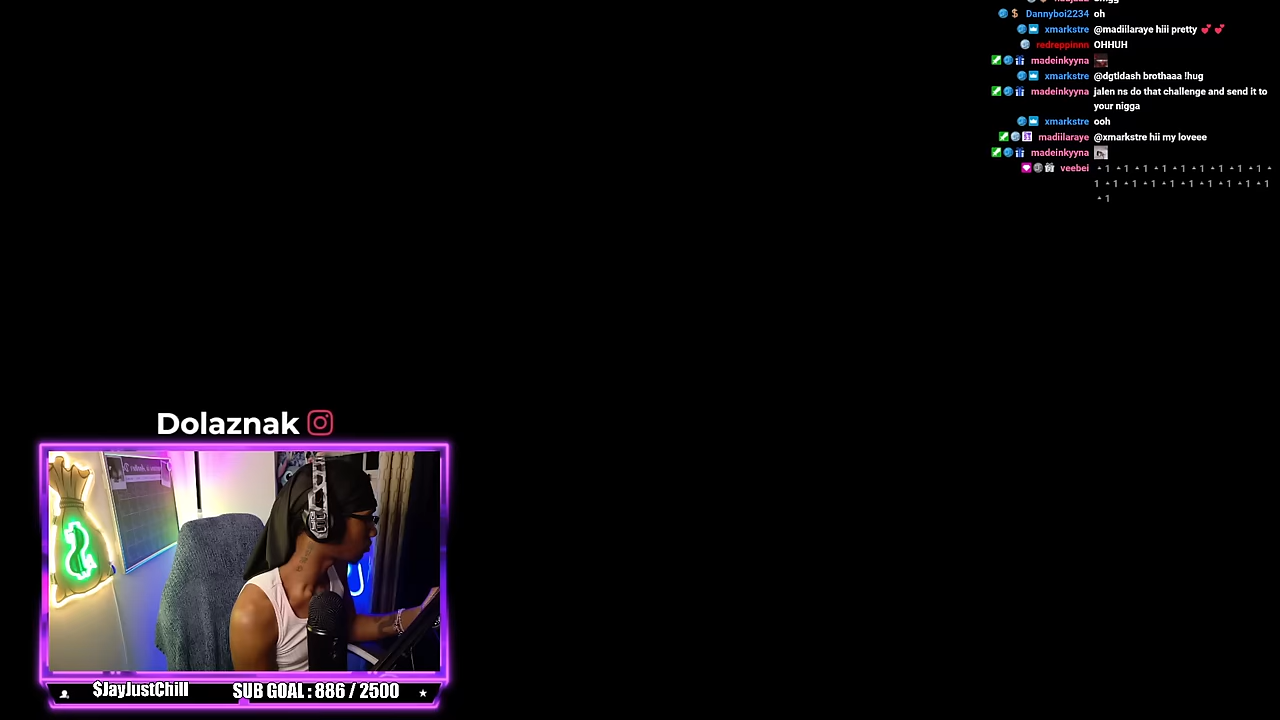 Dannyboi2234 oh
xmarkstre @madiillaraye hiii pretty 💕 💕
redreppinnn OHHUH
madeinkyyna
xmarkstre @dgtldash brothaaa !hug
madeinkyyna jalen ns do that challenge and send it to
your nigga
xmarkstre ooh
madiilaraye @xmarkstre hii my loveee
madeinkyyna
veebei
Dolaznak
$JayJustChill SUB GOAL : 886 / 2500